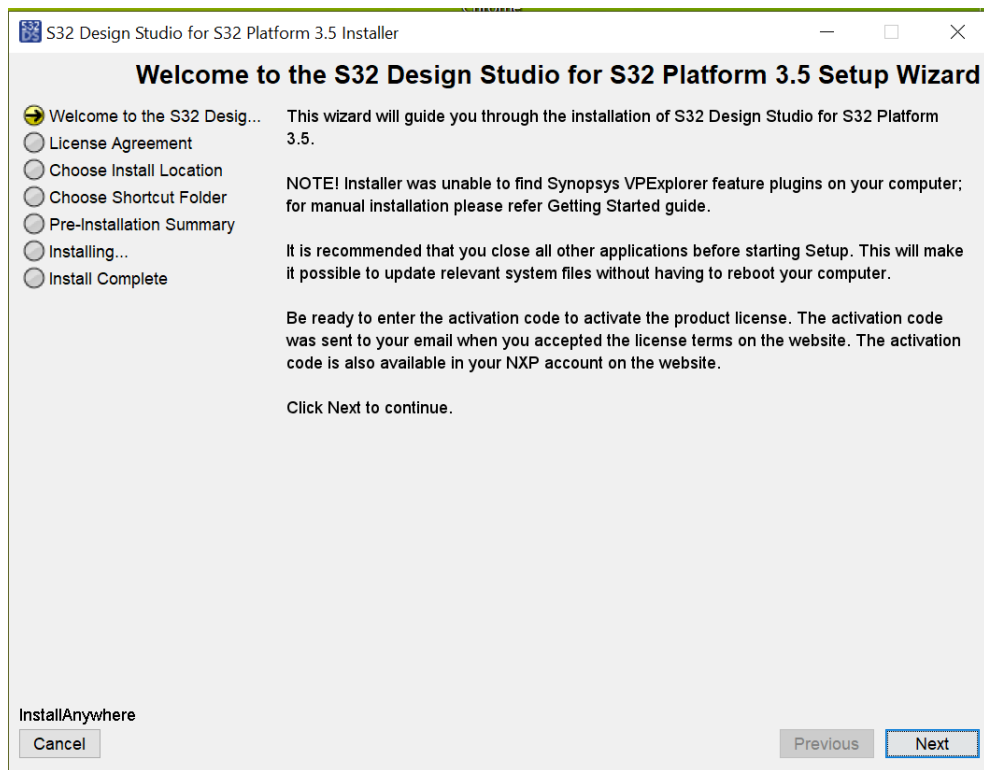 S32 DS S32 Design Studio for S32 Platform 3.5 Installer
Welcome to the S32 Design Studio for S32 Platform 3.5 Setup Wizard
Welcome to the S32 Desig...
License Agreement
Choose Install Location
Choose Shortcut Folder
Pre-Installation Summary
Installing...
Install Complete
This wizard will guide you through the installation of S32 Design Studio for S32 Platform
3.5.
NOTE! Installer was unable to find Synopsys VPExplorer feature plugins on your computer;
for manual installation please refer Getting Started guide.
It is recommended that you close all other applications before starting Setup. This will make
it possible to update relevant system files without having to reboot your computer.
Be ready to enter the activation code to activate the product license. The activation code
was sent to your email when you accepted the license terms on the website. The activation
code is also available in your NXP account on the website.
Click Next to continue.
InstallAnywhere
Cancel
Previous
Next